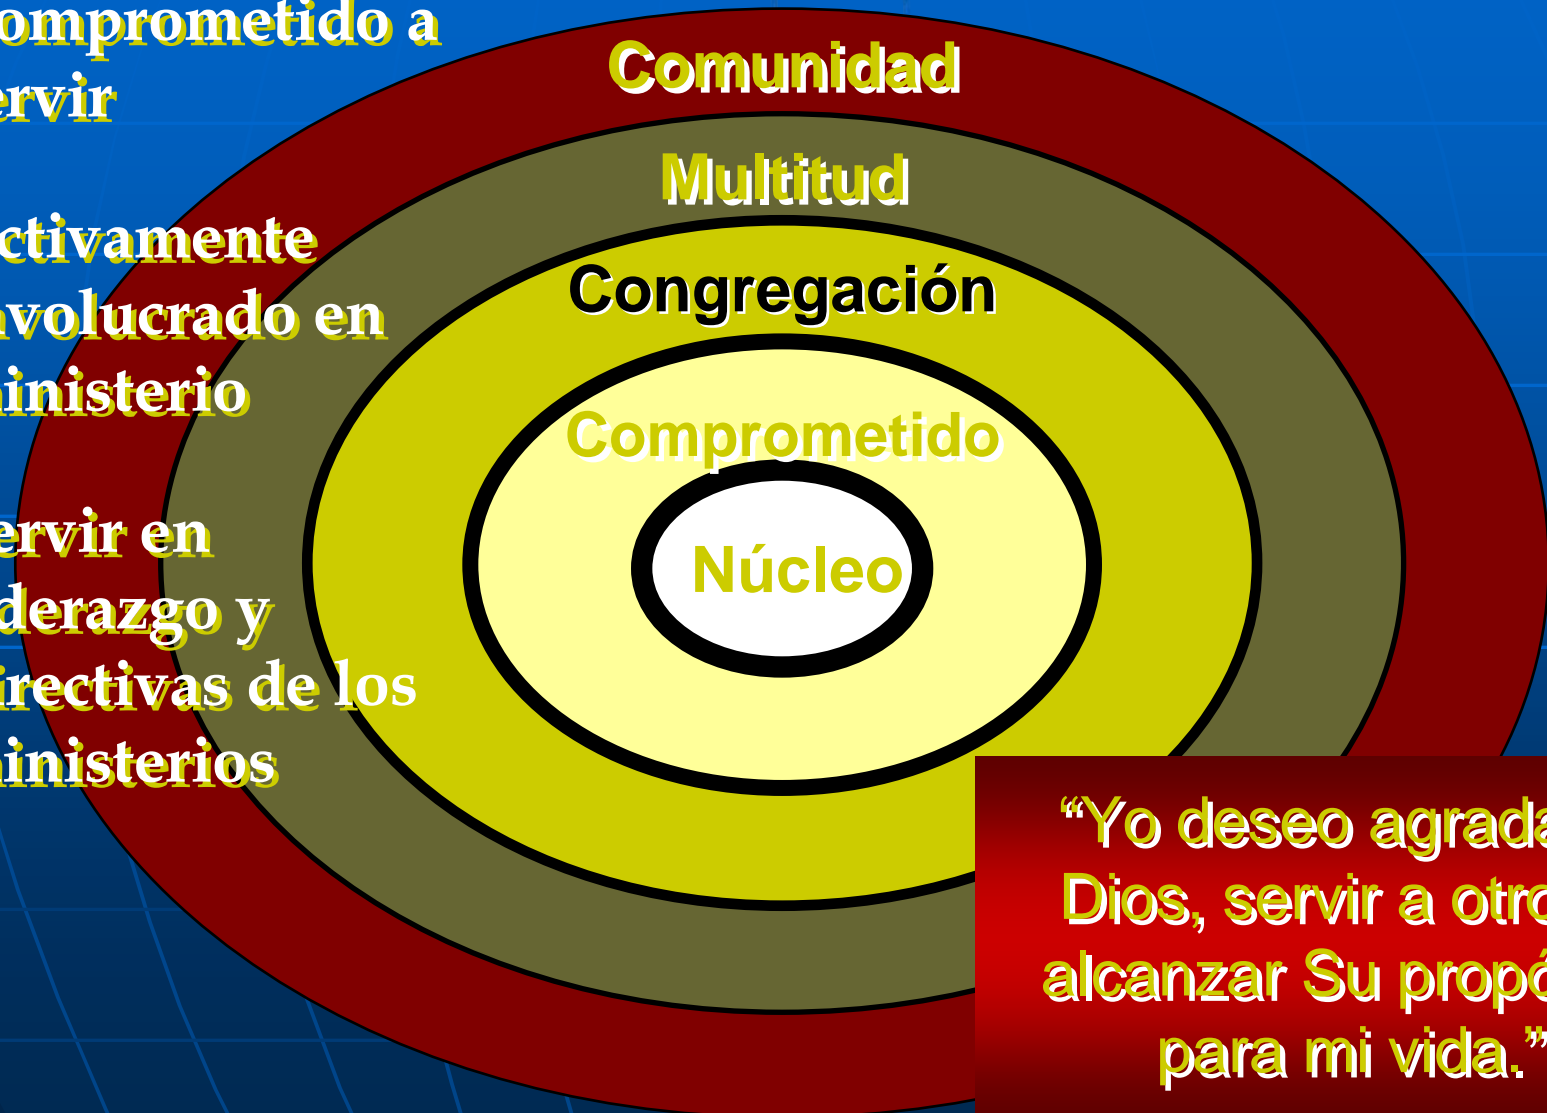 omprometido a
ervir
ctivamente
volucrado en
inisterio
ervir en
derazgo y
irectivas de los
inisterios
Comunidad
Multitud
Congregación
Comprometido
Núcleo
“Yo deseo agrada
Dios, servir a otro
alcanzar Su propó
para mi vida.”